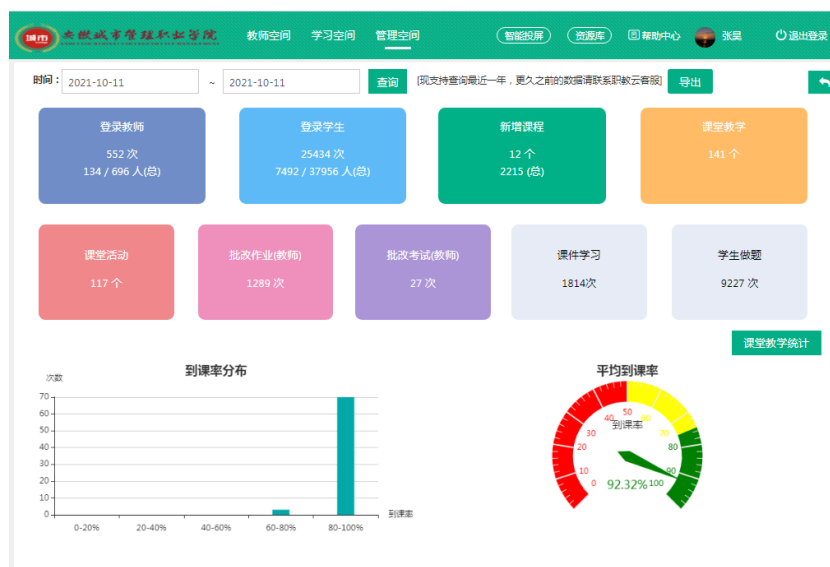 城市 安徽城市管理职业学院 教师空间 学习空间 管理空间 智能投屏 资源库 帮助中心 张昊 退出登录
时间： 2021-10-11 ~ 2021-10-11 查询 [现支持查询最近一年，更久之前的数据请联系职教云客服] 导出
登录教师
552 次
134 / 696 人(总)
登录学生
25434 次
7492 / 37956 人(总)
新增课程
12 个
2215 (总)
课堂教学
141 个
课堂活动
117 个
批改作业(教师)
1289 次
批改考试(教师)
27 次
课件学习
1814次
学生做题
9227 次
课堂教学统计
到课率分布
次数
70
60
50
40
30
20
10
0
0-20% 20-40% 40-60% 60-80% 80-100%
到课率
平均到课率
0
10
20
30
40
50
60
70
80
90
100
到课率
92.32%